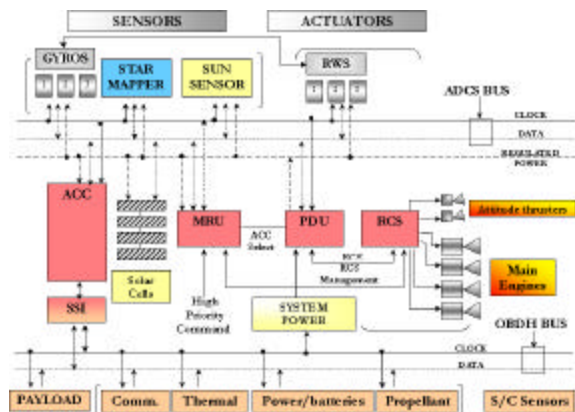 SENSORS
ACTUATORS
GYROS
STAR
MAPPER
SUN
SENSOR
RWS
1 2 3
1 2 3
ADCS BUS
CLOCK
DATA
REGULATED
POWER
ACC
MRU
ACC
Select
PDU
RCS
Attitude thrusters
RCS
Management
Main
Engines
Solar
Cells
SSI
High
Priority
Command
SYSTEM
POWER
OBDH BUS
CLOCK
DATA
PAYLOAD
Comm.
Thermal
Power/batteries
Propellant
S/C Sensors